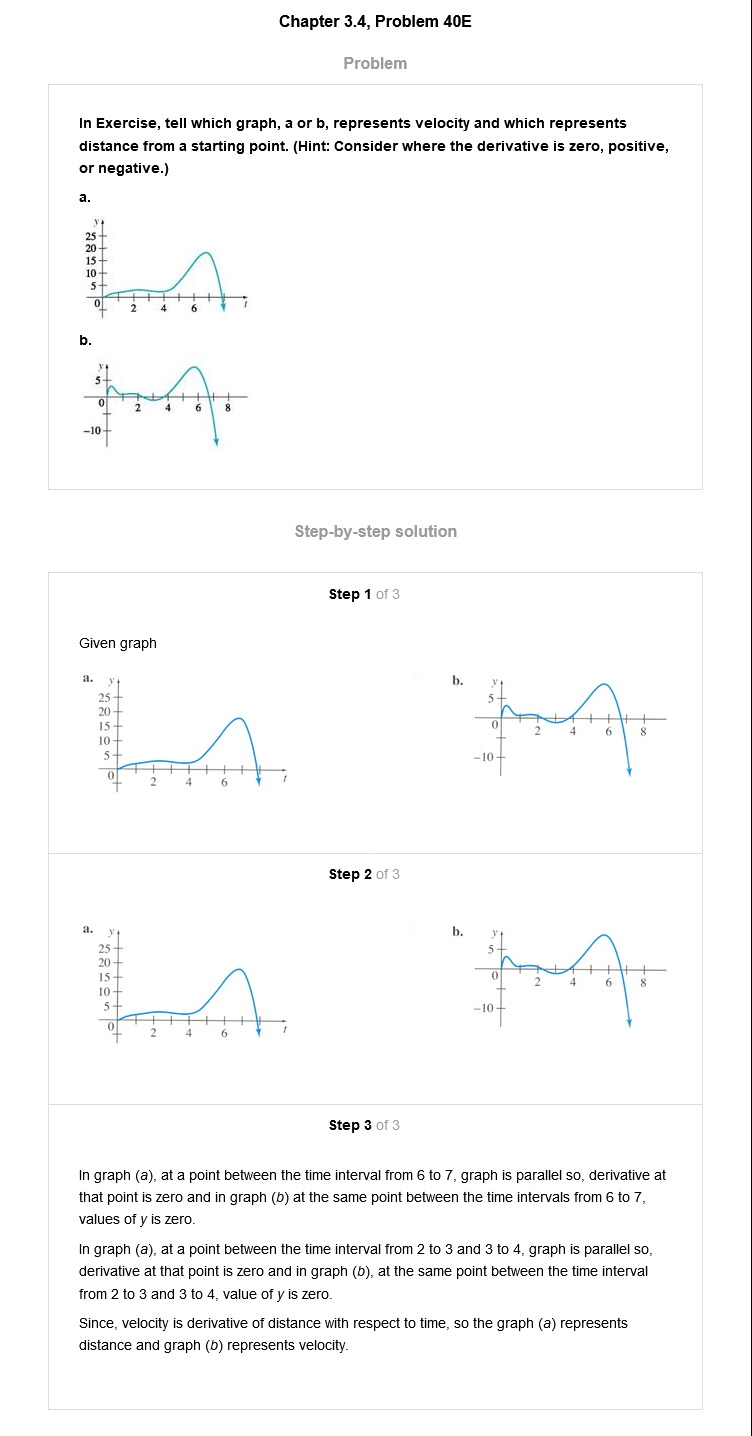 Chapter 3.4, Problem 40E
Problem
In Exercise, tell which graph, a or b, represents velocity and which represents
distance from a starting point. (Hint: Consider where the derivative is zero, positive,
or negative.)
a.
y
25
20
15
10
5
0
2 4 6 t
b.
y
5
0
2 4 6 8
-10
Step-by-step solution
Step 1 of 3
Given graph
a. y
25
20
15
10
5
0
2 4 6 t
b. y
5
0
2 4 6 8
-10
Step 2 of 3
a. y
25
20
15
10
5
0
2 4 6 t
b. y
5
0
2 4 6 8
-10
Step 3 of 3
In graph (a), at a point between the time interval from 6 to 7, graph is parallel so, derivative at
that point is zero and in graph (b) at the same point between the time intervals from 6 to 7,
values of y is zero.
In graph (a), at a point between the time interval from 2 to 3 and 3 to 4, graph is parallel so,
derivative at that point is zero and in graph (b), at the same point between the time interval
from 2 to 3 and 3 to 4, value of y is zero.
Since, velocity is derivative of distance with respect to time, so the graph (a) represents
distance and graph (b) represents velocity.